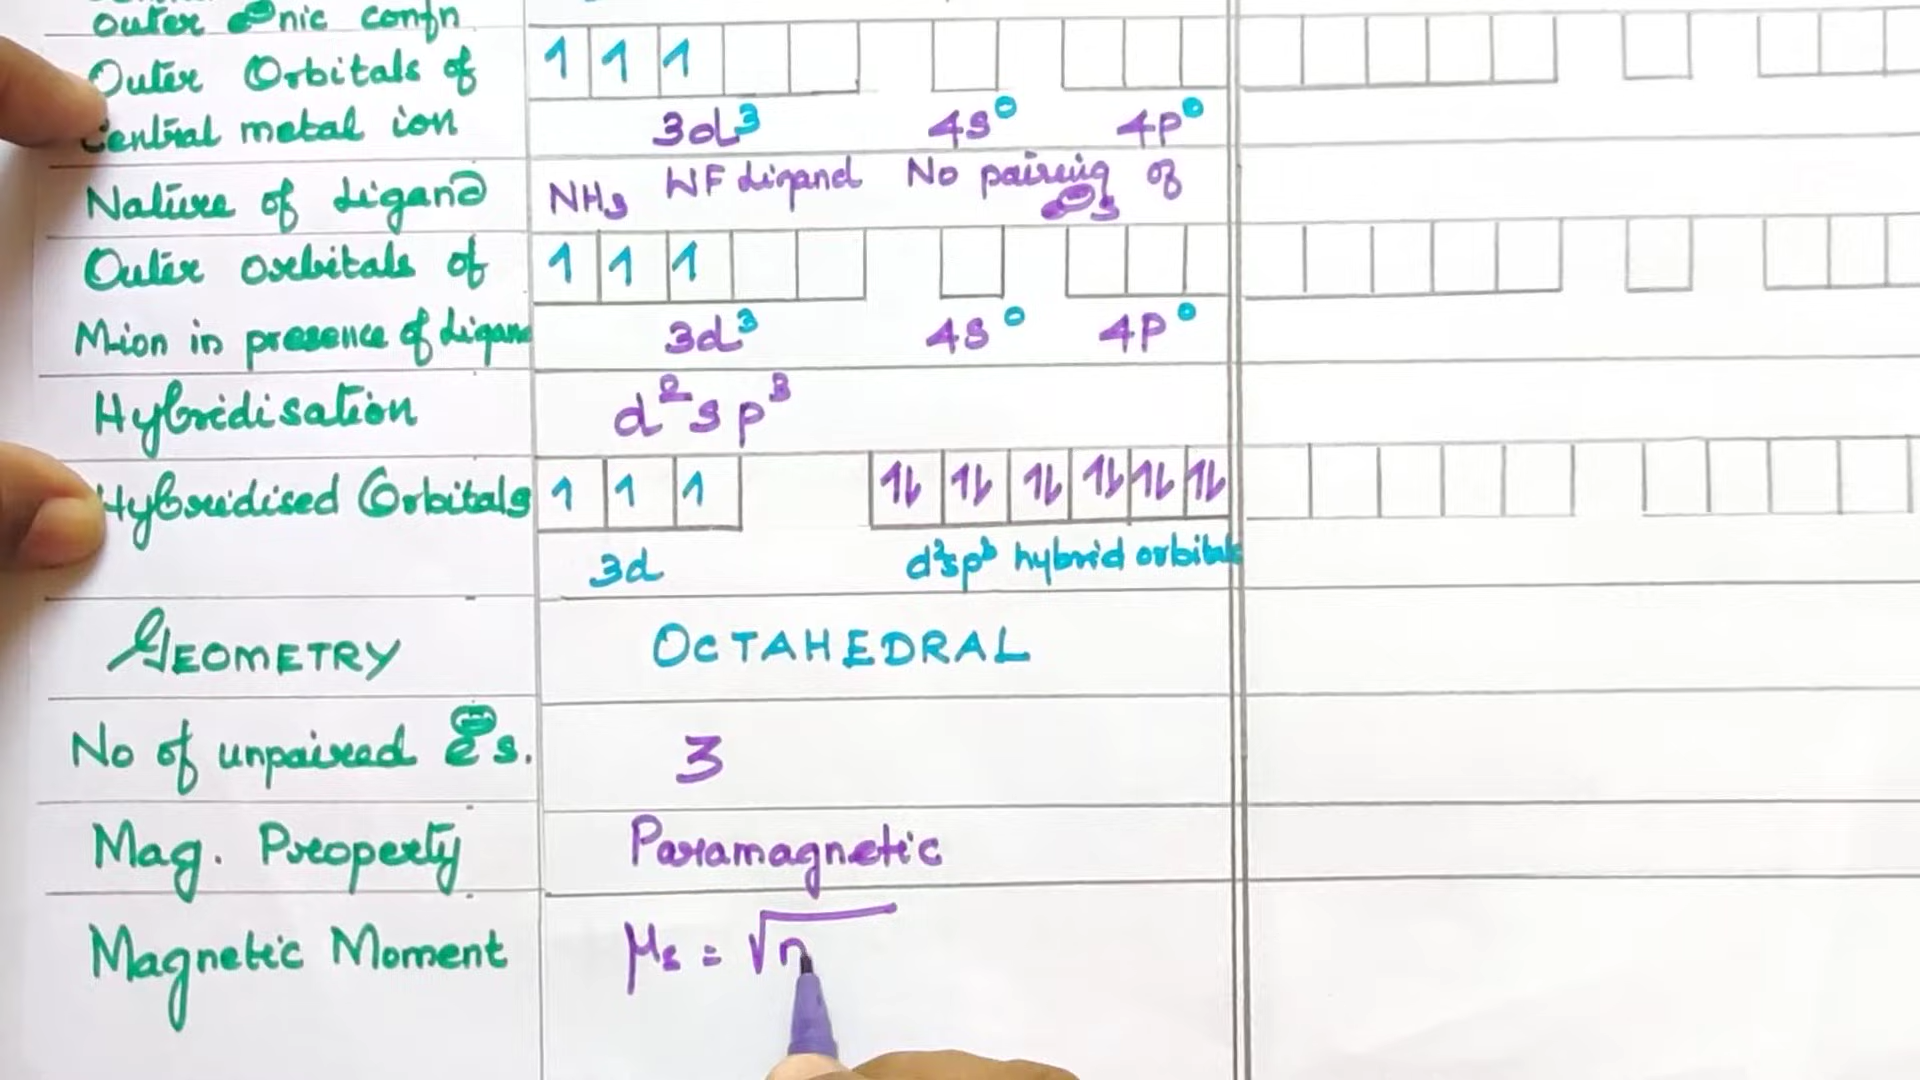 outer e⊖nic confn
Outer Orbitals of
Central metal ion
1 1 1
3d³ 4s⁰ 4p⁰
Nature of Ligand
NH₃ WF Ligand No pairing of
e⊖s
Outer orbitals of
M-ion in presence of Ligand
1 1 1
3d³ 4s⁰ 4p⁰
Hybridisation
d²sp³
Hybridised Orbitals
1 1 1 1l 1l 1l 1l 1l 1l
3d d²sp³ hybrid orbitals
GEOMETRY
OCTAHEDRAL
No of unpaired e⊖s.
3
Mag. Property
Paramagnetic
Magnetic Moment
μs = √n